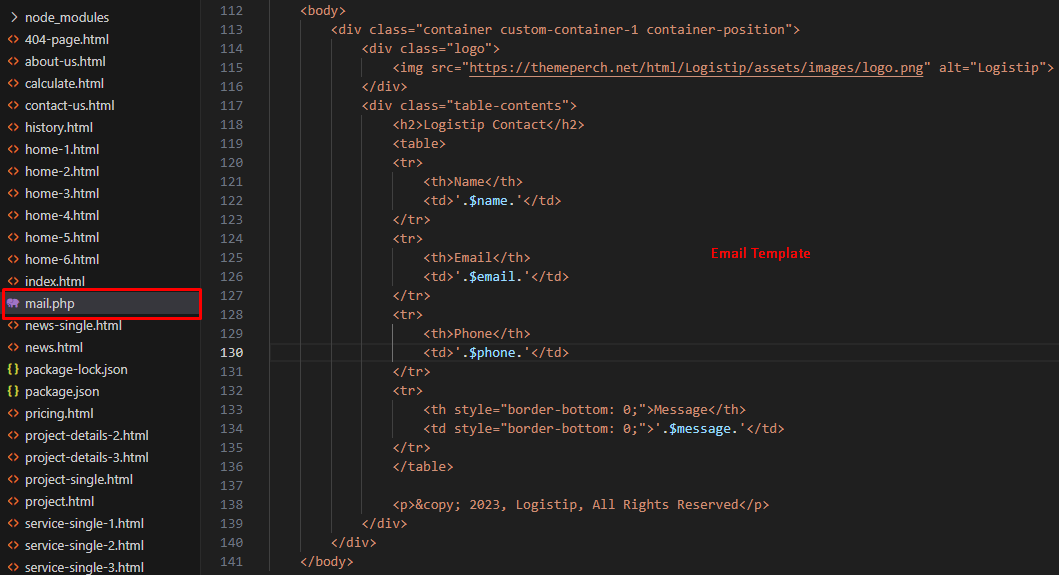 node_modules
404-page.html
about-us.html
calculate.html
contact-us.html
history.html
home-1.html
home-2.html
home-3.html
home-4.html
home-5.html
home-6.html
index.html
mail.php
news-single.html
news.html
package-lock.json
package.json
pricing.html
project-details-2.html
project-details-3.html
project-single.html
project.html
service-single-1.html
service-single-2.html
service-single-3.html
112 <body>
113 <div class="container custom-container-1 container-position">
114 <div class="logo">
115 <img src="https://themeperch.net/html/Logistip/assets/images/logo.png" alt="Logistip">
116 </div>
117 <div class="table-contents">
118 <h2>Logistip Contact</h2>
119 <table>
120 <tr>
121 <th>Name</th>
122 <td>'.$name.'</td>
123 </tr>
124 <tr>
125 <th>Email</th>
126 <td>'.$email.'</td>
127 </tr>
128 <tr>
129 <th>Phone</th>
130 <td>'.$phone.'</td>
131 </tr>
132 <tr>
133 <th style="border-bottom: 0;">Message</th>
134 <td style="border-bottom: 0;">'.$message.'</td>
135 </tr>
136 </table>
137
138 <p>&copy; 2023, Logistip, All Rights Reserved</p>
139 </div>
140 </div>
141 </body>
Email Template